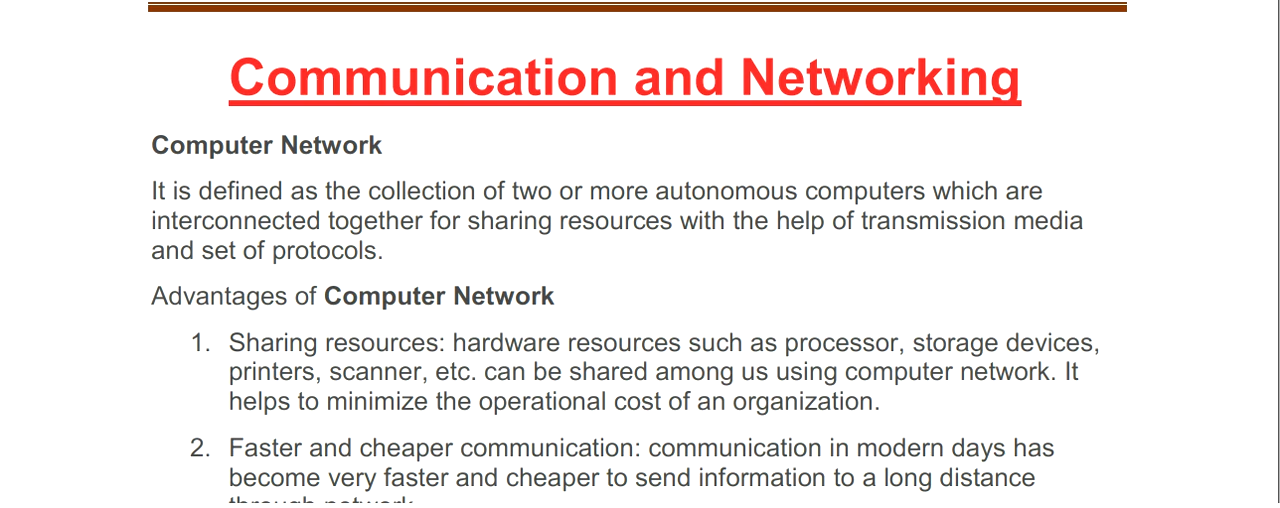 Communication and Networking
Computer Network
It is defined as the collection of two or more autonomous computers which are
interconnected together for sharing resources with the help of transmission media
and set of protocols.
Advantages of Computer Network
1. Sharing resources: hardware resources such as processor, storage devices,
printers, scanner, etc. can be shared among us using computer network. It
helps to minimize the operational cost of an organization.
2. Faster and cheaper communication: communication in modern days has
become very faster and cheaper to send information to a long distance
through network